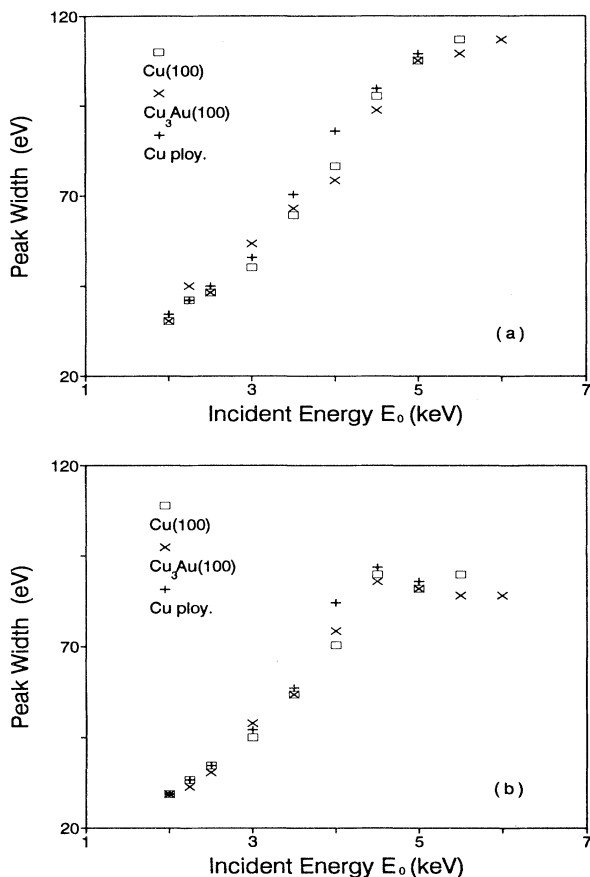 120
70
20
Peak Width (eV)
Cu(100)
Cu3Au(100)
Cu ploy.
(a)
1 3 5 7
Incident Energy E0 (keV)
120
70
20
Peak Width (eV)
Cu(100)
Cu3Au(100)
Cu ploy.
(b)
1 3 5 7
Incident Energy E0 (keV)